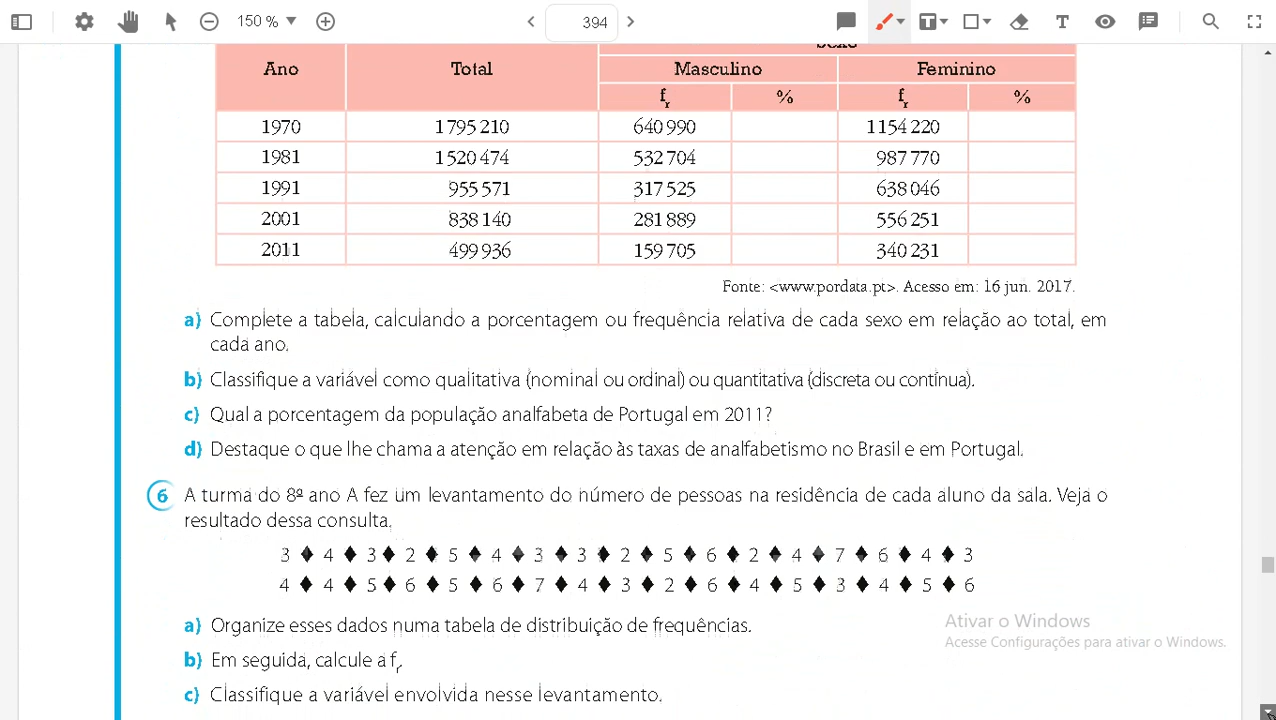 150 %
394
Sexo
Ano Total Masculino Feminino
fr % fr %
1970 1 795 210 640 990 1 154 220
1981 1 520 474 532 704 987 770
1991 955 571 317 525 638 046
2001 838 140 281 889 556 251
2011 499 936 159 705 340 231
Fonte: <www.pordata.pt>. Acesso em: 16 jun. 2017.
a) Complete a tabela, calculando a porcentagem ou frequência relativa de cada sexo em relação ao total, em
cada ano.
b) Classifique a variável como qualitativa (nominal ou ordinal) ou quantitativa (discreta ou contínua).
c) Qual a porcentagem da população analfabeta de Portugal em 2011?
d) Destaque o que lhe chama a atenção em relação às taxas de analfabetismo no Brasil e em Portugal.
6 A turma do 8º ano A fez um levantamento do número de pessoas na residência de cada aluno da sala. Veja o
resultado dessa consulta.
3 ♦ 4 ♦ 3 ♦ 2 ♦ 5 ♦ 4 ♦ 3 ♦ 3 ♦ 2 ♦ 5 ♦ 6 ♦ 2 ♦ 4 ♦ 7 ♦ 6 ♦ 4 ♦ 3
4 ♦ 4 ♦ 5 ♦ 6 ♦ 5 ♦ 6 ♦ 7 ♦ 4 ♦ 3 ♦ 2 ♦ 6 ♦ 4 ♦ 5 ♦ 3 ♦ 4 ♦ 5 ♦ 6
a) Organize esses dados numa tabela de distribuição de frequências.
Ativar o Windows
Acesse Configurações para ativar o Windows.
b) Em seguida, calcule a fr.
c) Classifique a variável envolvida nesse levantamento.